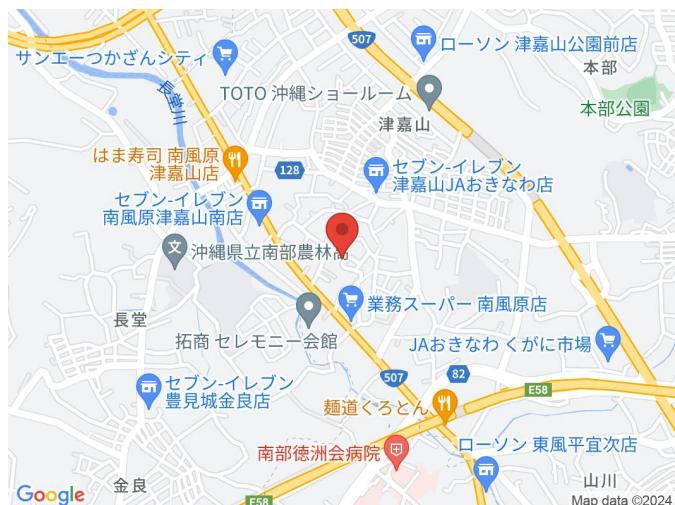 507
ローソン 津嘉山公園前店
サンエーつかざんシティ
本部
長堂川
TOTO 沖縄ショールーム
本部公園
津嘉山
はま寿司 南風原
津嘉山店
128
セブン-イレブン
津嘉山JAおきなわ店
セブン-イレブン
南風原津嘉山南店
沖縄県立南部農林高
業務スーパー 南風原店
長堂
拓商 セレモニー会館
JAおきなわ くがに市場
507
82
E58
セブン-イレブン
豊見城金良店
麺道くろとん
南部徳洲会病院
ローソン 東風平宜次店
金良
山川
E58
Google
Map data ©2024